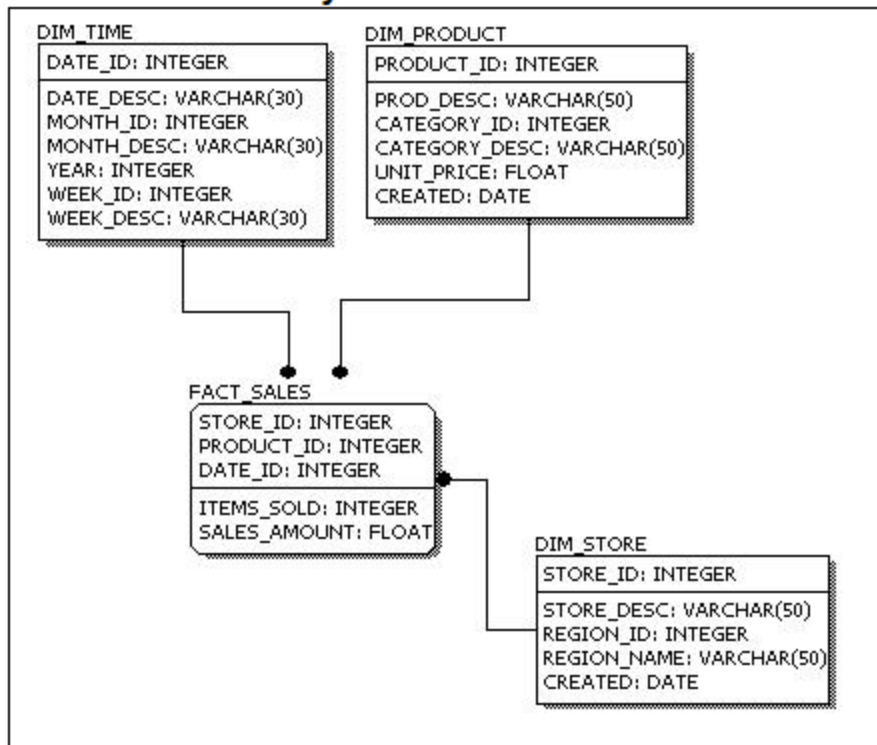 DIM_TIME
DATE_ID: INTEGER
DATE_DESC: VARCHAR(30)
MONTH_ID: INTEGER
MONTH_DESC: VARCHAR(30)
YEAR: INTEGER
WEEK_ID: INTEGER
WEEK_DESC: VARCHAR(30)
DIM_PRODUCT
PRODUCT_ID: INTEGER
PROD_DESC: VARCHAR(50)
CATEGORY_ID: INTEGER
CATEGORY_DESC: VARCHAR(50)
UNIT_PRICE: FLOAT
CREATED: DATE
FACT_SALES
STORE_ID: INTEGER
PRODUCT_ID: INTEGER
DATE_ID: INTEGER
ITEMS_SOLD: INTEGER
SALES_AMOUNT: FLOAT
DIM_STORE
STORE_ID: INTEGER
STORE_DESC: VARCHAR(50)
REGION_ID: INTEGER
REGION_NAME: VARCHAR(50)
CREATED: DATE